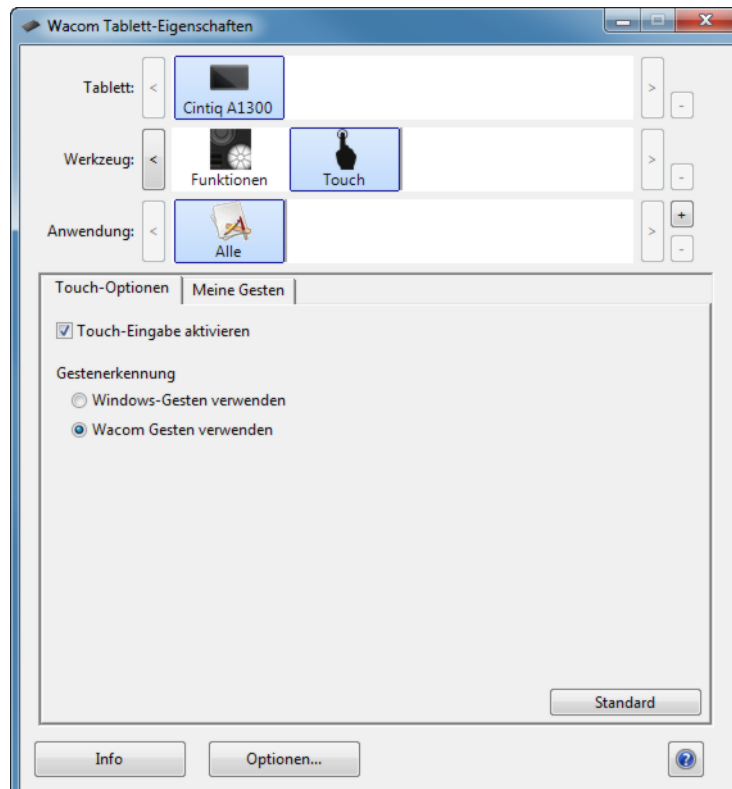 Wacom Tablett-Eigenschaften
Tablett: < Cintiq A1300 > -
Werkzeug: < Funktionen Touch > -
Anwendung: < Alle > + -
Touch-Optionen Meine Gesten
Touch-Eingabe aktivieren
Gestenerkennung
Windows-Gesten verwenden
Wacom Gesten verwenden
Standard
Info Optionen... ?